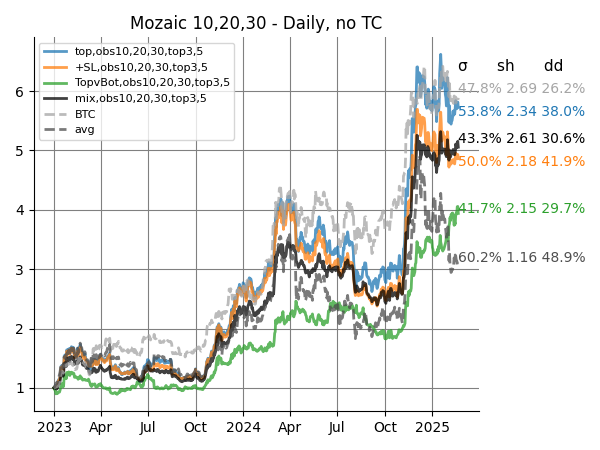 Mozaic 10,20,30 - Daily, no TC
top,obs10,20,30,top3,5
+SL,obs10,20,30,top3,5
TopvBot,obs10,20,30,top3,5
mix,obs10,20,30,top3,5
BTC
avg
σ sh dd
47.8% 2.69 26.2%
53.8% 2.34 38.0%
43.3% 2.61 30.6%
50.0% 2.18 41.9%
41.7% 2.15 29.7%
60.2% 1.16 48.9%
6
5
4
3
2
1
2023 Apr Jul Oct 2024 Apr Jul Oct 2025